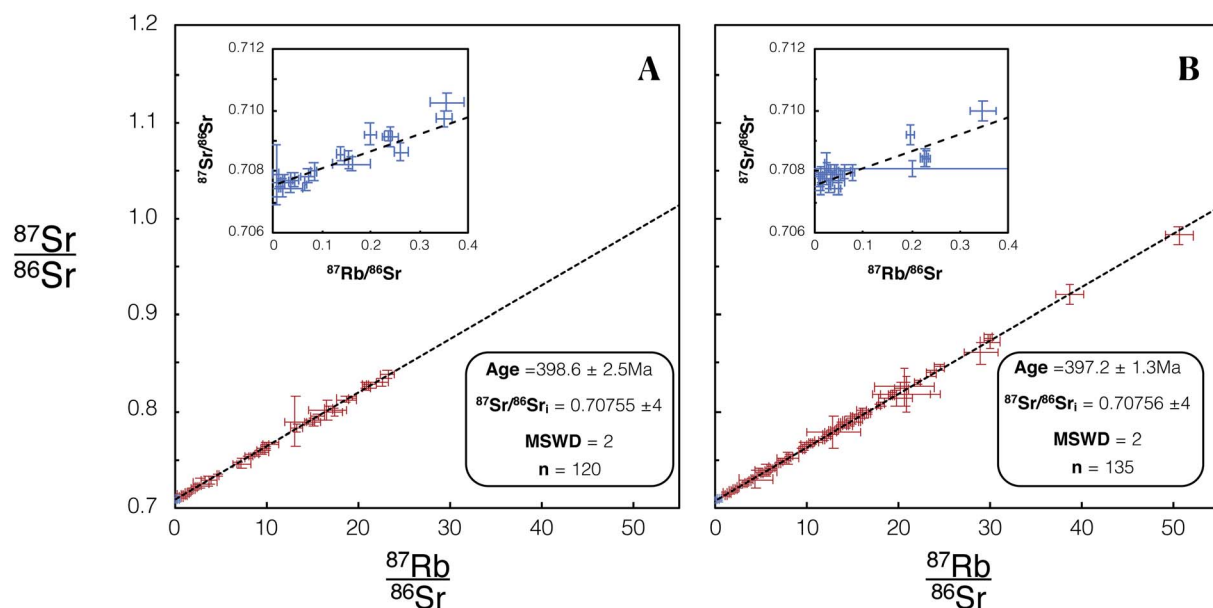 87Sr
86Sr
1.2
1.1
1.0
0.9
0.8
0.7
0
10
20
30
40
50
87Rb
86Sr
A
87Sr/86Sr
0.712
0.710
0.708
0.706
0
0.1
0.2
0.3
0.4
87Rb/86Sr
Age =398.6 ± 2.5Ma
87Sr/86Sri = 0.70755 ±4
MSWD = 2
n = 120
B
87Sr/86Sr
0.712
0.710
0.708
0.706
0
0.1
0.2
0.3
0.4
87Rb/86Sr
Age =397.2 ± 1.3Ma
87Sr/86Sri = 0.70756 ±4
MSWD = 2
n = 135
0
10
20
30
40
50
87Rb
86Sr